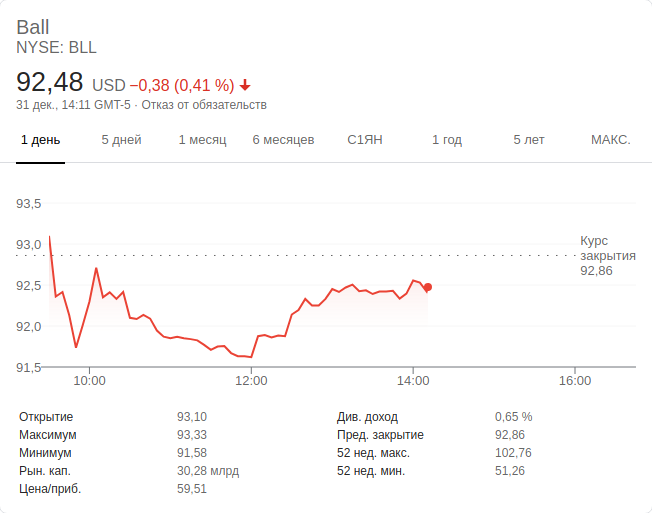 Ball
NYSE: BLL
92,48 USD −0,38 (0,41 %)
31 дек., 14:11 GMT-5 · Отказ от обязательств
1 день 5 дней 1 месяц 6 месяцев С1ЯН 1 год 5 лет МАКС.
93,5
93,0
92,5
92,0
91,5
Курс
закрытия
92,86
10:00 12:00 14:00 16:00
Открытие 93,10
Максимум 93,33
Минимум 91,58
Рын. кап. 30,28 млрд
Цена/приб. 59,51
Див. доход 0,65 %
Пред. закрытие 92,86
52 нед. макс. 102,76
52 нед. мин. 51,26